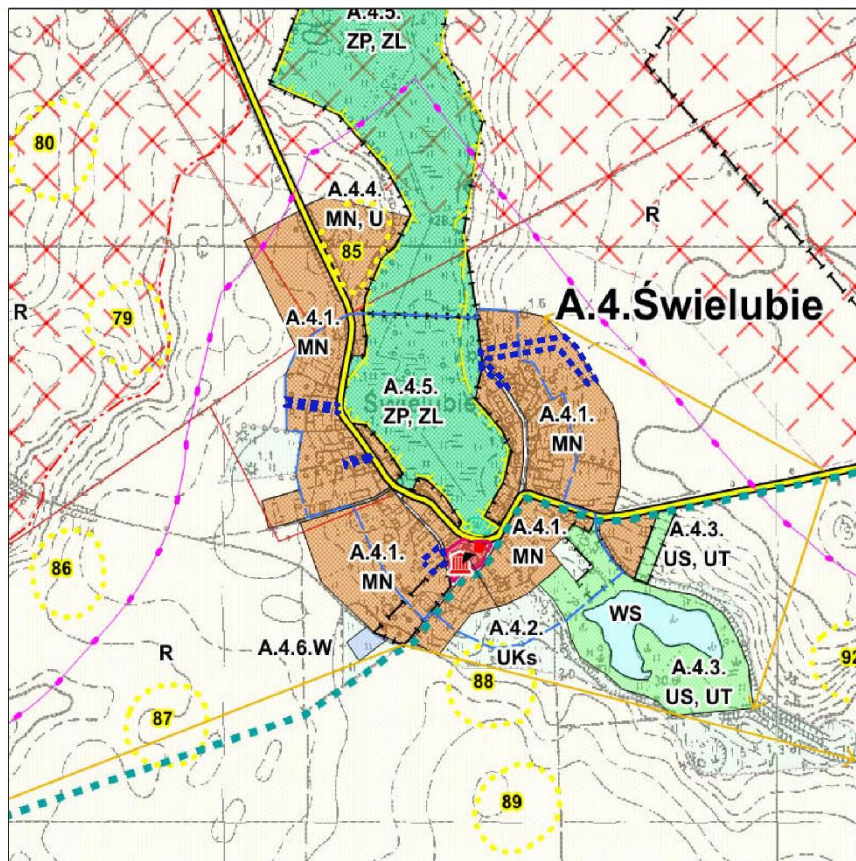 A.4.5.
ZP, ZL
80
A.4.4.
MN, U
85
R
A.4.Świelubie
79
R
A.4.1.
MN
A.4.5.
Świelubie
ZP, ZL
A.4.1.
MN
A.4.1.
MN
A.4.3.
US, UT
86
A.4.1.
MN
WS
A.4.2.
UKs
A.4.6.W
R
A.4.3.
US, UT
92
88
87
89